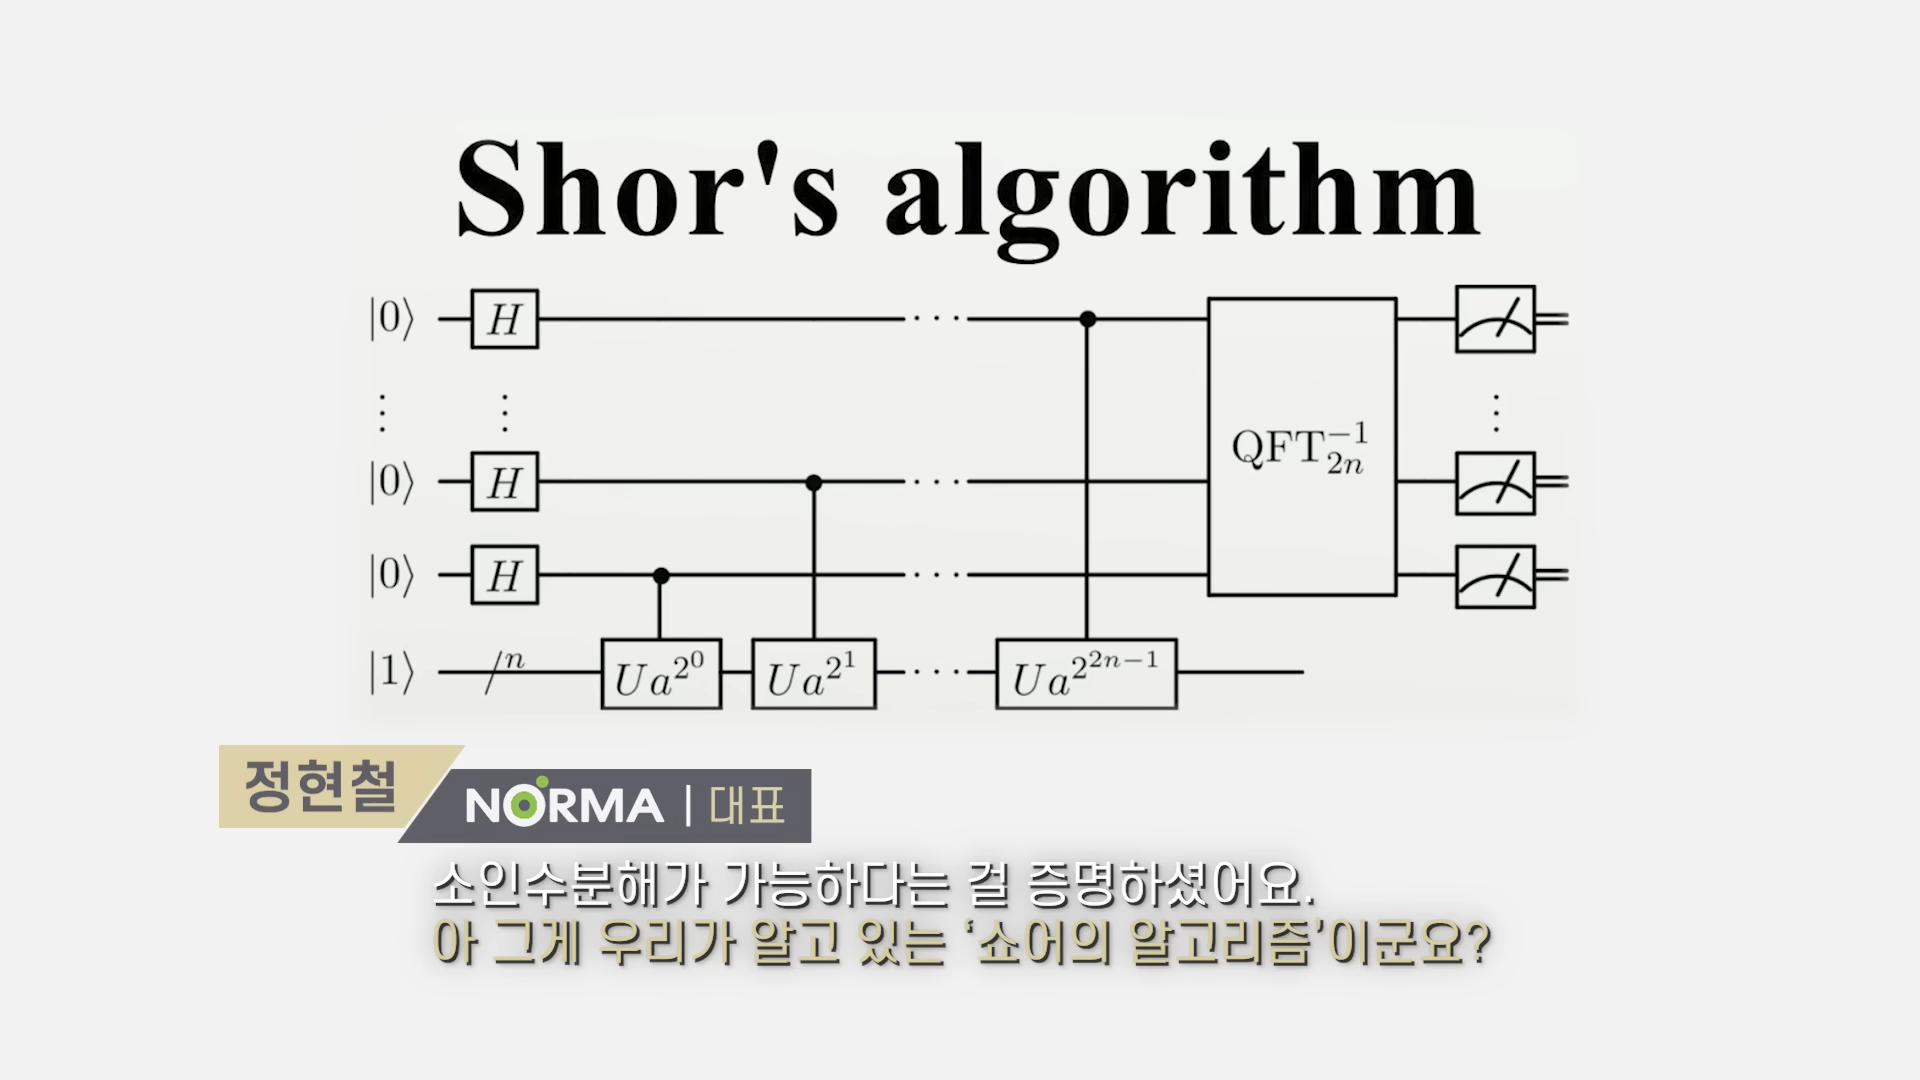 Shor's algorithm
|0⟩ H ···
⋮ ⋮ ⋮
|0⟩ H ··· QFT₂ₙ⁻¹
|0⟩ H ···
|1⟩ /ⁿ Ua^{2^0} Ua^{2^1} ··· Ua^{2^{2n−1}}
정현철 NORMA | 대표
소인수분해가 가능하다는 걸 증명하셨어요.
아 그게 우리가 알고 있는 ‘쇼어의 알고리즘’이군요?